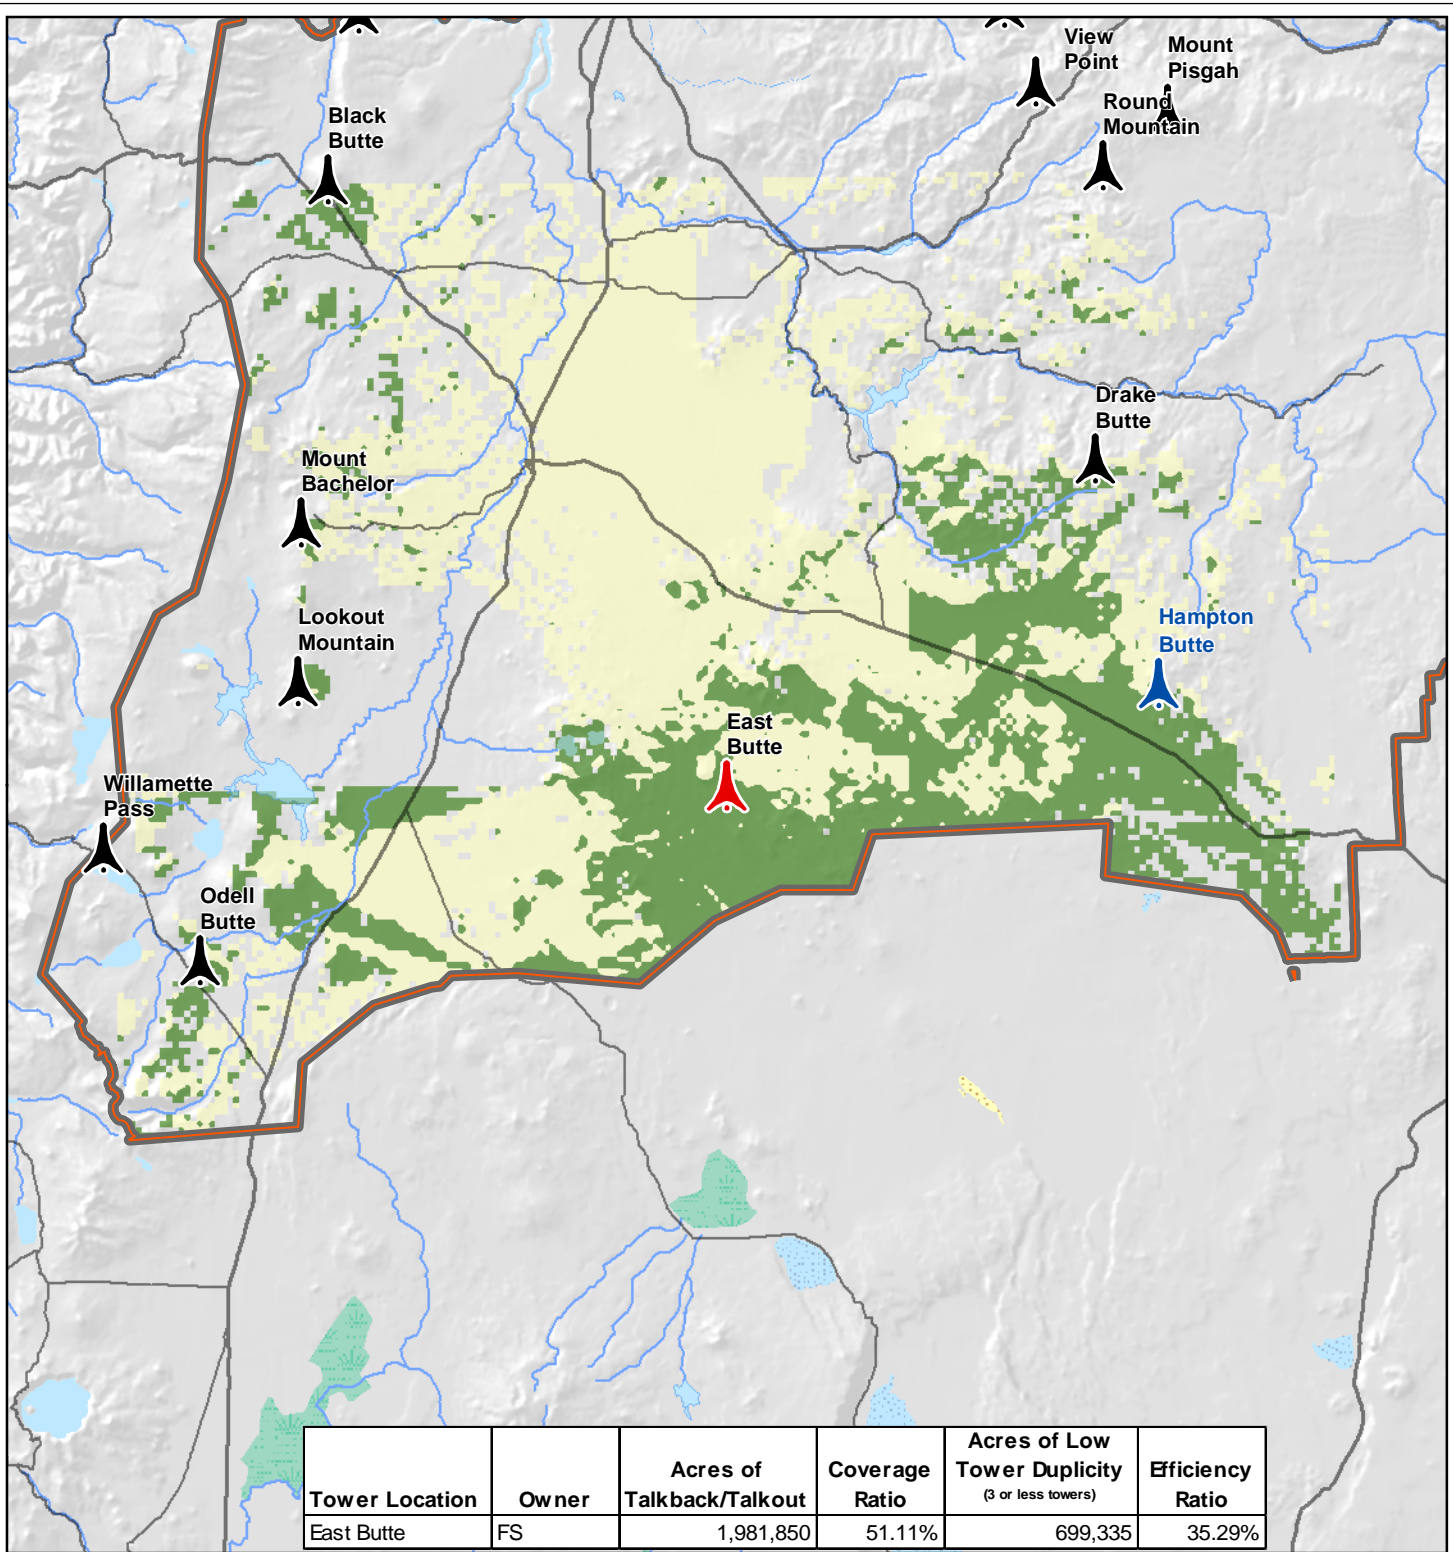 View
Point
Mount
Pisgah
Round
Mountain
Black
Butte
Drake
Butte
Mount
Bachelor
Lookout
Mountain
Hampton
Butte
East
Butte
Willamette
Pass
Odell
Butte
Tower Location
Owner
Acres of
Talkback/Talkout
Coverage
Ratio
Acres of Low
Tower Duplicity
(3 or less towers)
Efficiency
Ratio
East Butte
FS
1,981,850
51.11%
699,335
35.29%